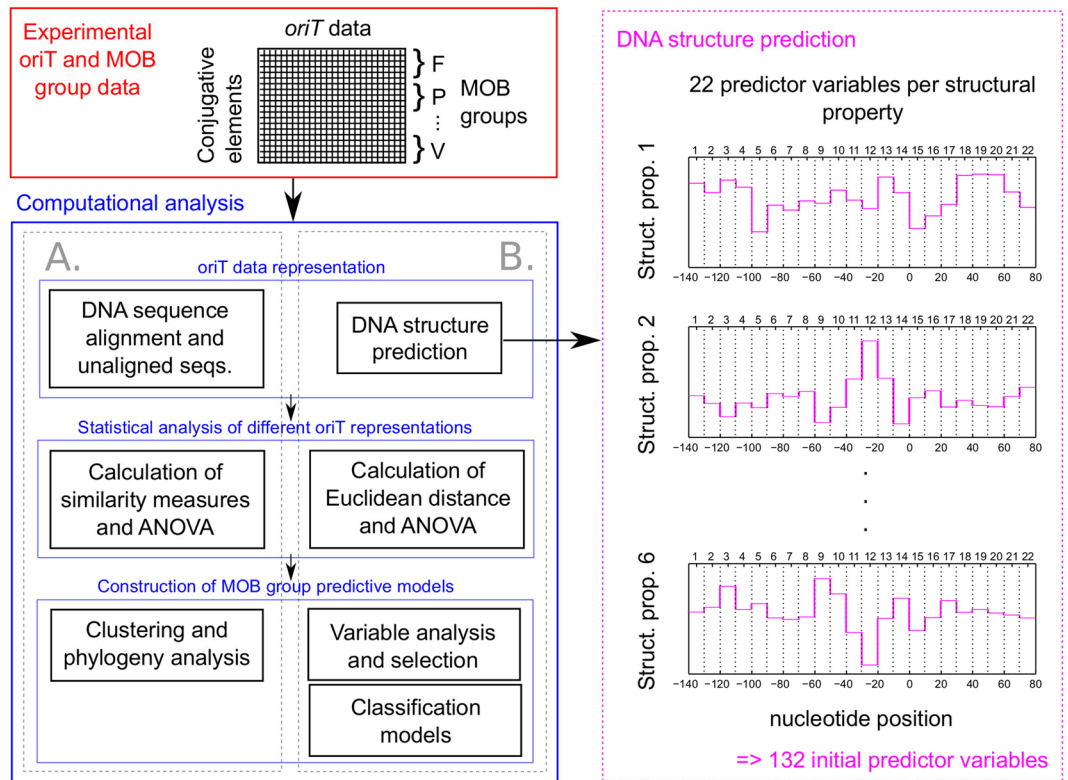 Experimental
oriT and MOB
group data
oriT data
Conjugative
elements
F
P
⋮
V
MOB
groups
Computational analysis
A.
B.
oriT data representation
DNA sequence
alignment and
unaligned seqs.
DNA structure
prediction
Statistical analysis of different oriT representations
Calculation of
similarity measures
and ANOVA
Calculation of
Euclidean distance
and ANOVA
Construction of MOB group predictive models
Clustering and
phylogeny analysis
Variable analysis
and selection
Classification
models
DNA structure prediction
22 predictor variables per structural
property
Struct. prop. 1
1 2 3 4 5 6 7 8 9 10 11 12 13 14 15 16 17 18 19 20 21 22
−140 −120 −100 −80 −60 −40 −20 0 20 40 60 80
Struct. prop. 2
1 2 3 4 5 6 7 8 9 10 11 12 13 14 15 16 17 18 19 20 21 22
−140 −120 −100 −80 −60 −40 −20 0 20 40 60 80
.
.
.
Struct. prop. 6
1 2 3 4 5 6 7 8 9 10 11 12 13 14 15 16 17 18 19 20 21 22
−140 −120 −100 −80 −60 −40 −20 0 20 40 60 80
nucleotide position
=> 132 initial predictor variables